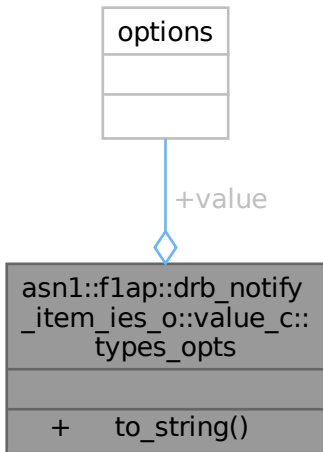 options
+value
asn1::f1ap::drb_notify
_item_ies_o::value_c::
types_opts
+ to_string()